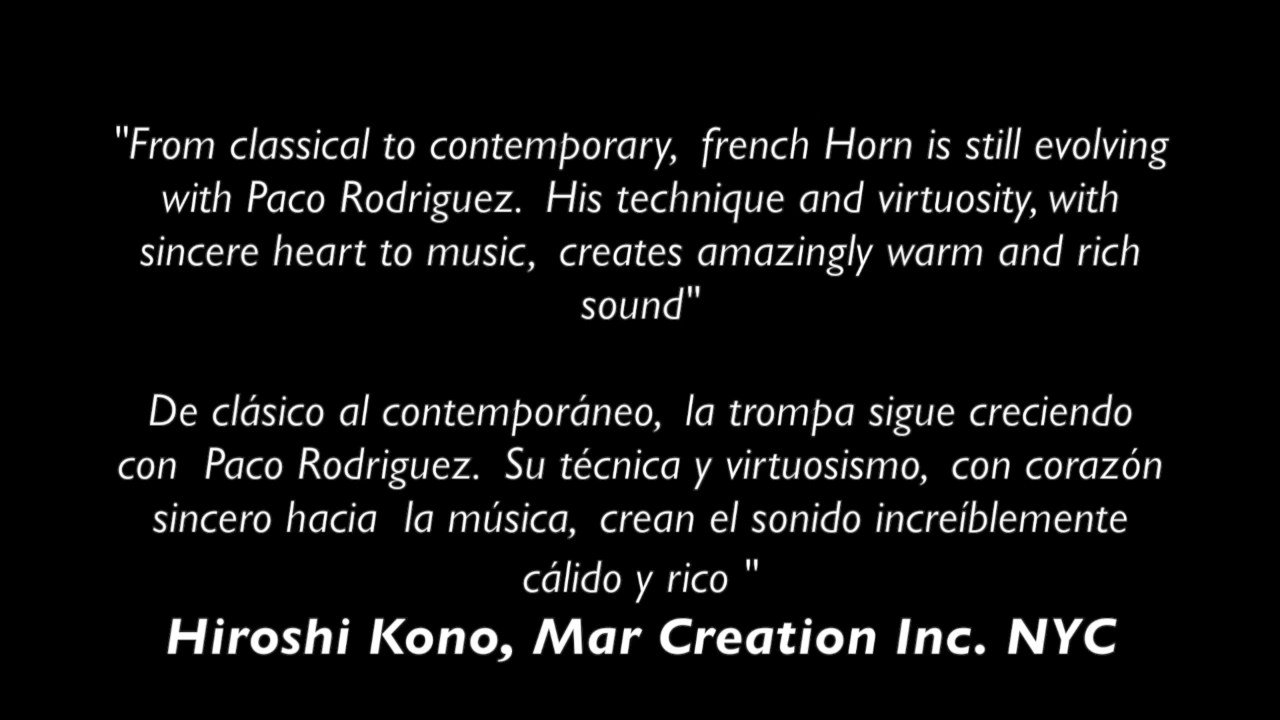 "From classical to contemporary, french Horn is still evolving
with Paco Rodriguez. His technique and virtuosity, with
sincere heart to music, creates amazingly warm and rich
sound"
De clásico al contemporáneo, la trompa sigue creciendo
con Paco Rodriguez. Su técnica y virtuosismo, con corazón
sincero hacia la música, crean el sonido increíblemente
cálido y rico "
Hiroshi Kono, Mar Creation Inc. NYC